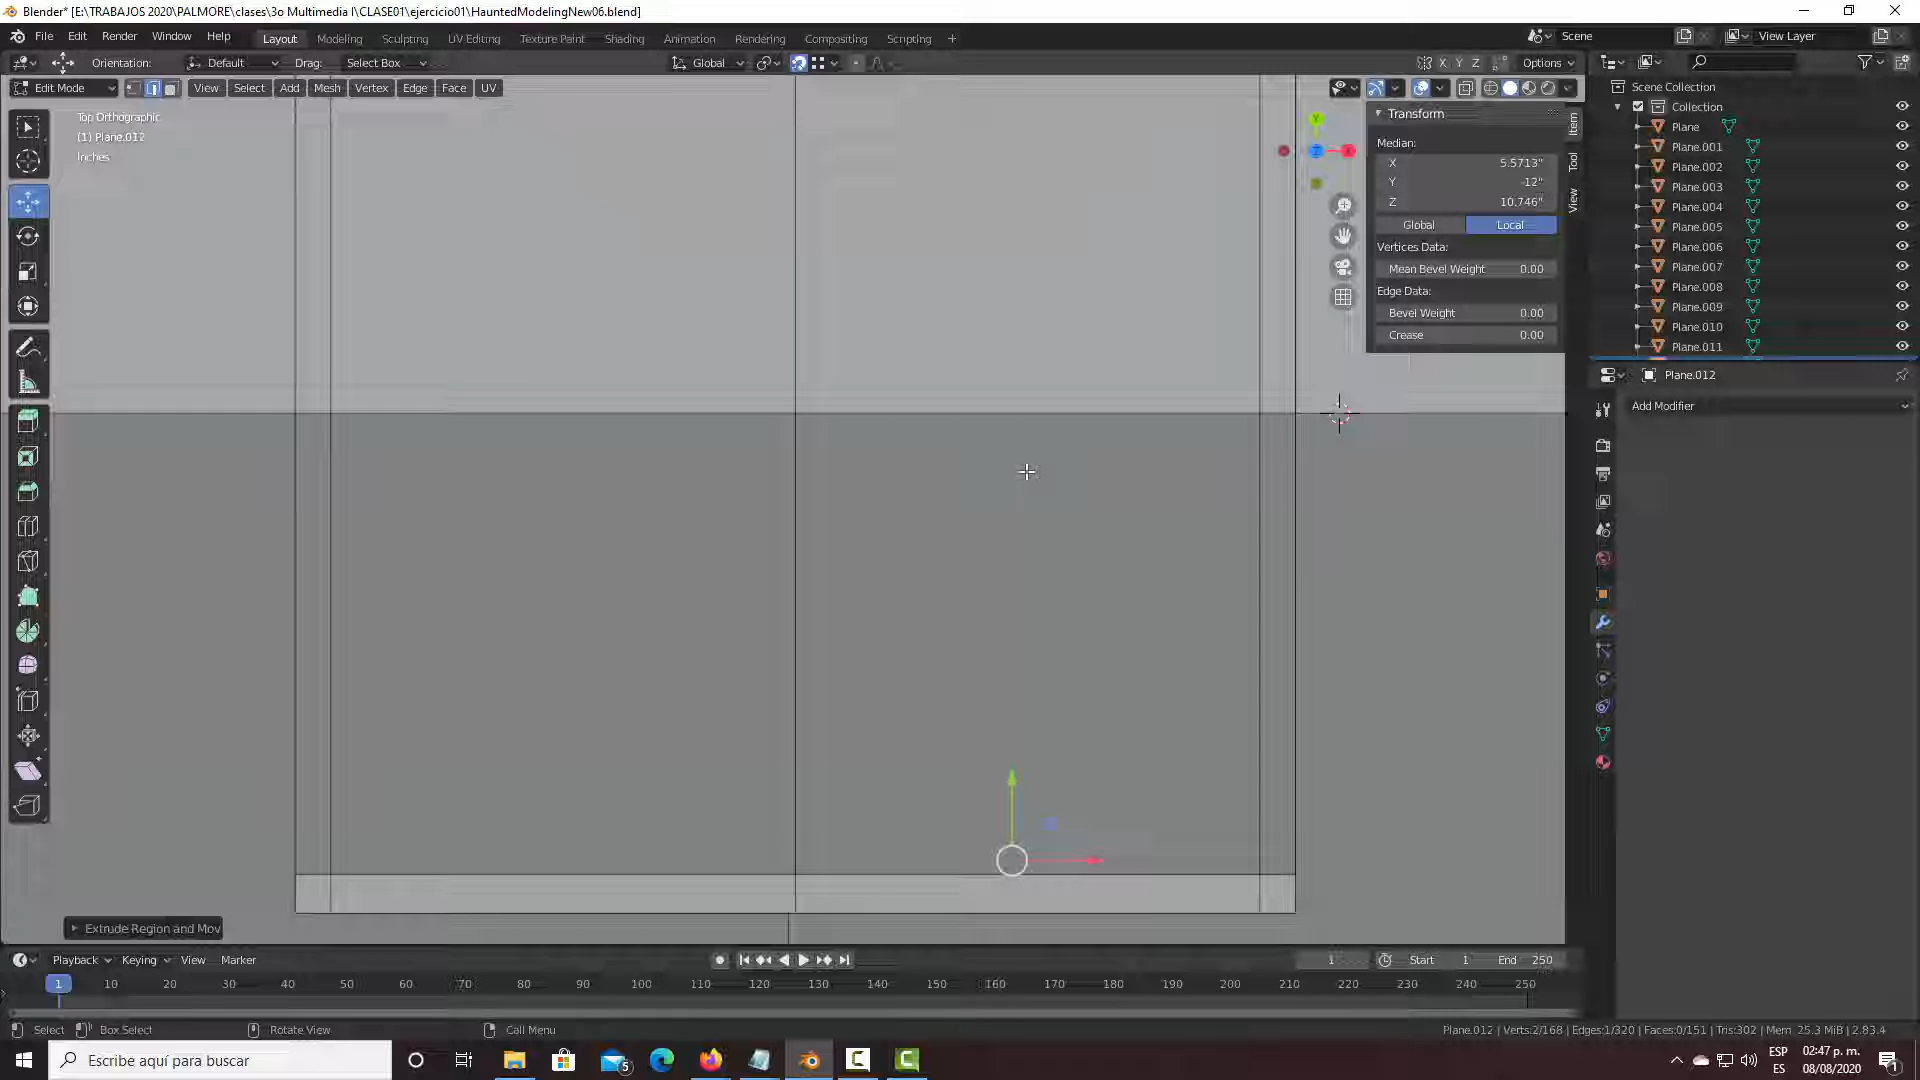 Blender* [E:\TRABAJOS 2020\PALMORE\clases\3o Multimedia I\CLASE01\ejercicio01\HauntedModelingNew06.blend]
File Edit Render Window Help Layout Modeling Sculpting UV Editing Texture Paint Shading Animation Rendering Compositing Scripting + Scene View Layer
Orientation: Default Drag: Select Box Global X Y Z Options
Edit Mode View Select Add Mesh Vertex Edge Face UV
Top Orthographic
(1) Plane.012
Inches
Y
Transform
Median:
X 5.5713"
Y -12"
Z 10.746"
Global Local
Vertices Data:
Mean Bevel Weight 0.00
Edge Data:
Bevel Weight 0.00
Crease 0.00
Item
Tool
View
Scene Collection
Collection
Plane
Plane.001
Plane.002
Plane.003
Plane.004
Plane.005
Plane.006
Plane.007
Plane.008
Plane.009
Plane.010
Plane.011
Plane.012
Add Modifier
Extrude Region and Mov
Playback Keying View Marker 1 Start 1 End 250
1 10 20 30 40 50 60 70 80 90 100 110 120 130 140 150 160 170 180 190 200 210 220 230 240 250
Select Box Select Rotate View Call Menu Plane.012 | Verts:2/168 | Edges:1/320 | Faces:0/151 | Tris:302 | Mem: 25.3 MiB | 2.83.4
Escribe aquí para buscar 5 ESP 02:47 p. m.
ES 08/08/2020 1